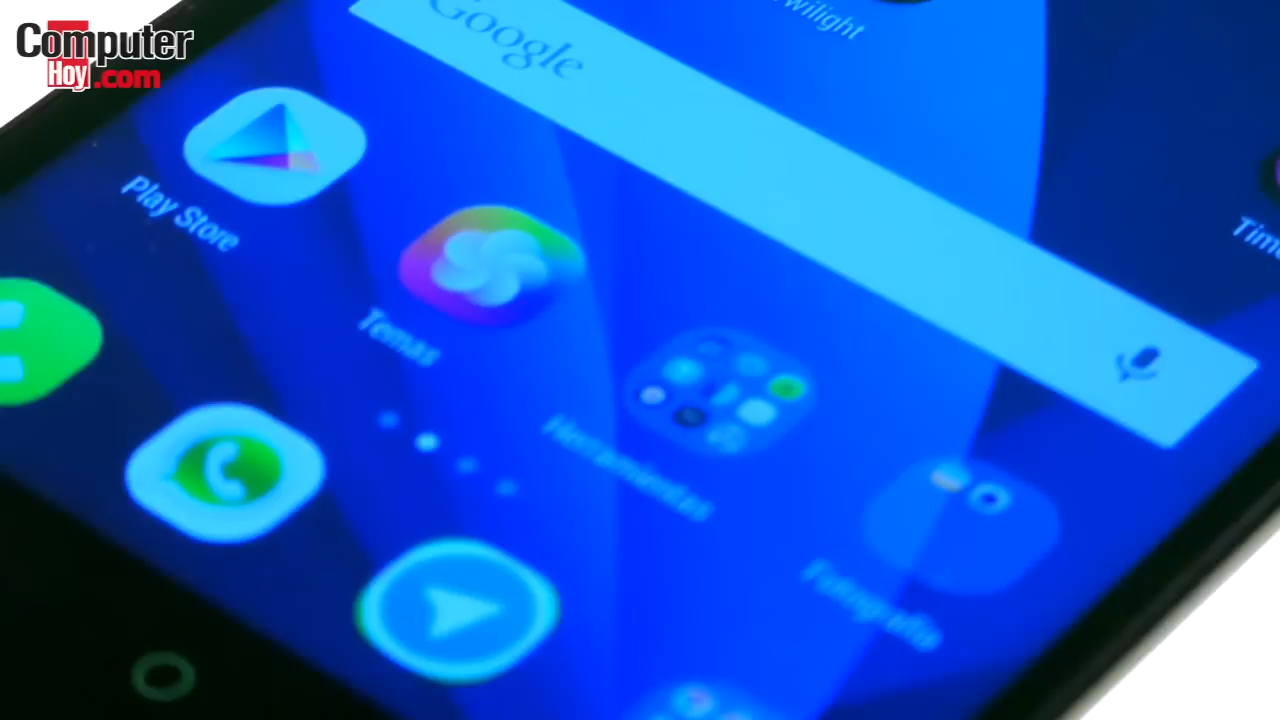 Computer
Hoy.com
Google
Twilight
Play Store
Temas
Herramientas
Fotografía